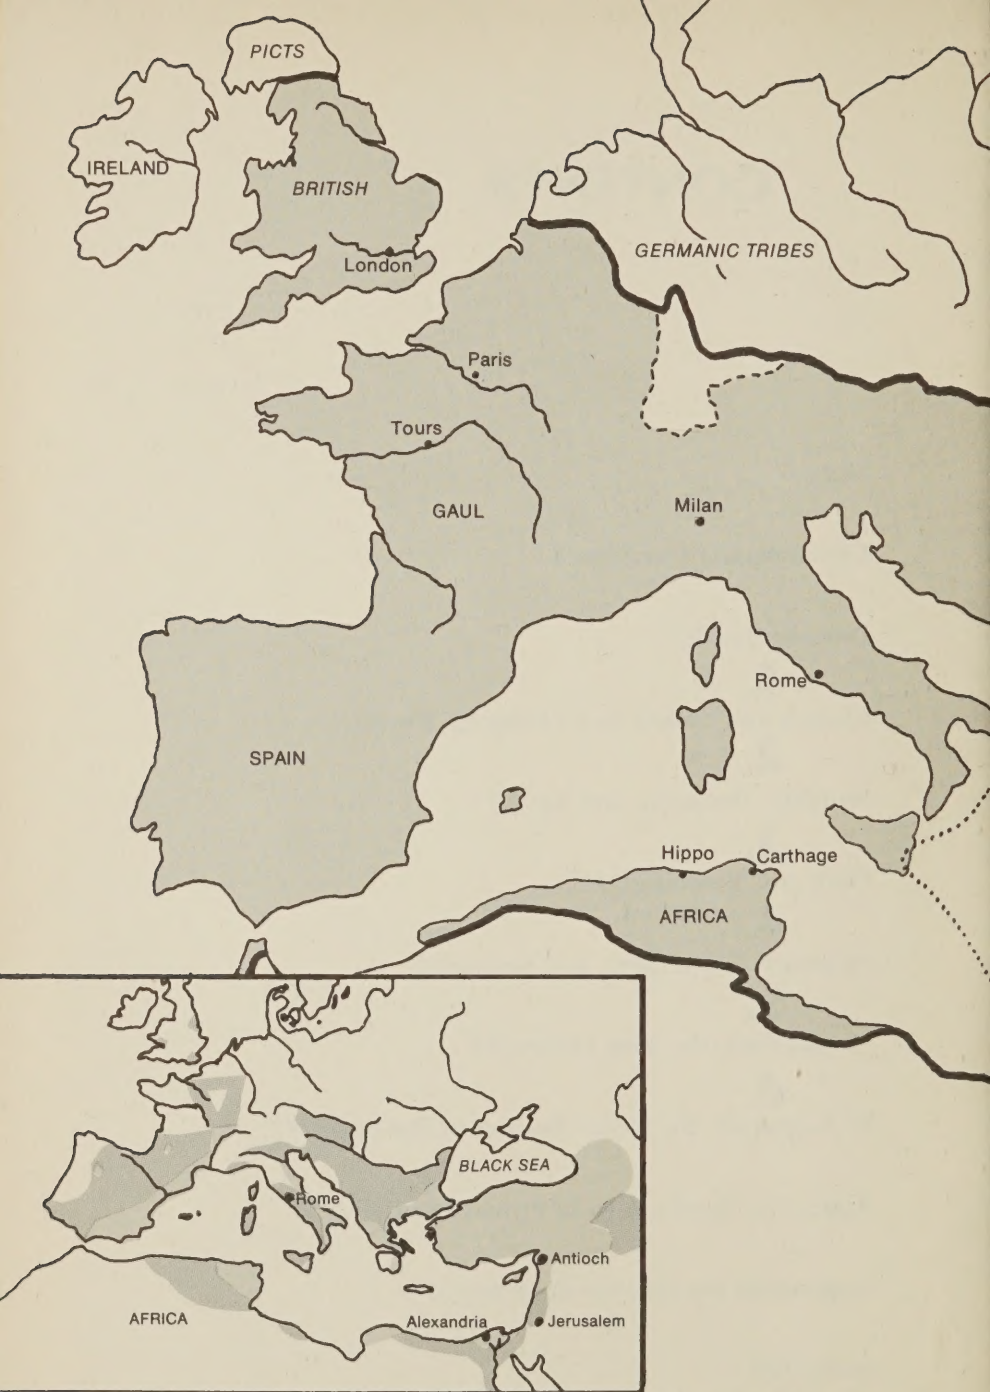 PICTS
IRELAND
BRITISH
London
GERMANIC TRIBES
Paris
Tours
GAUL
Milan
Rome
SPAIN
Hippo
Carthage
AFRICA
BLACK SEA
Rome
Antioch
AFRICA
Alexandria
Jerusalem